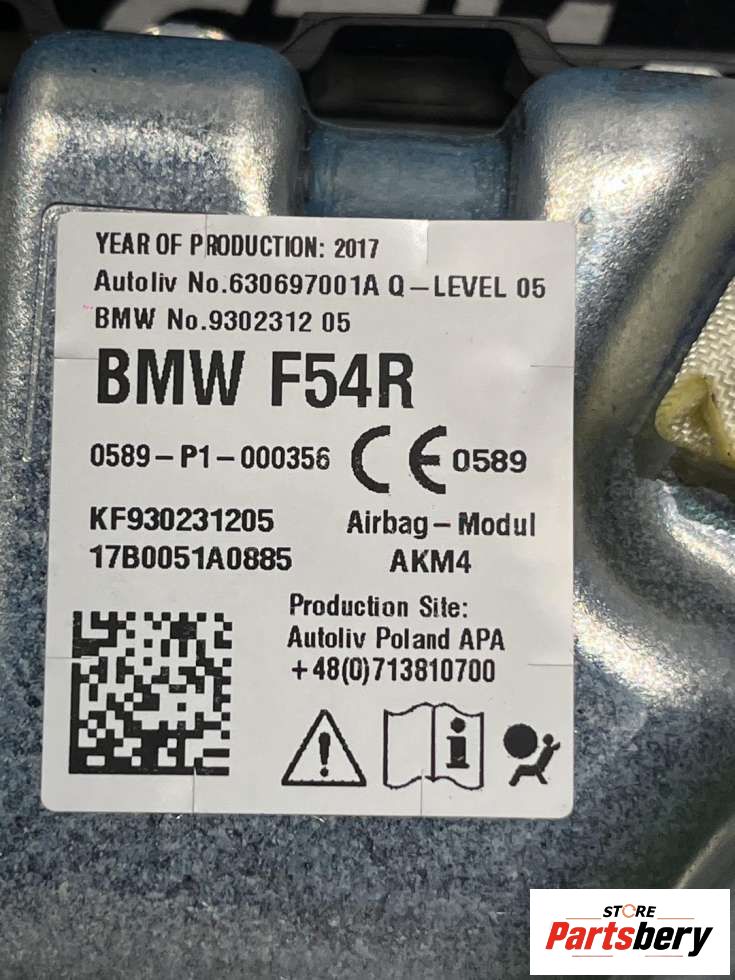 YEAR OF PRODUCTION: 2017
Autoliv No.630697001A Q-LEVEL 05
BMW No.9302312 05
BMW F54R
0589-P1-000356 CE 0589
KF930231205 Airbag-Modul
17B0051A0885 AKM4
Production Site:
Autoliv Poland APA
+48(0)713810700
STORE
Partsbery